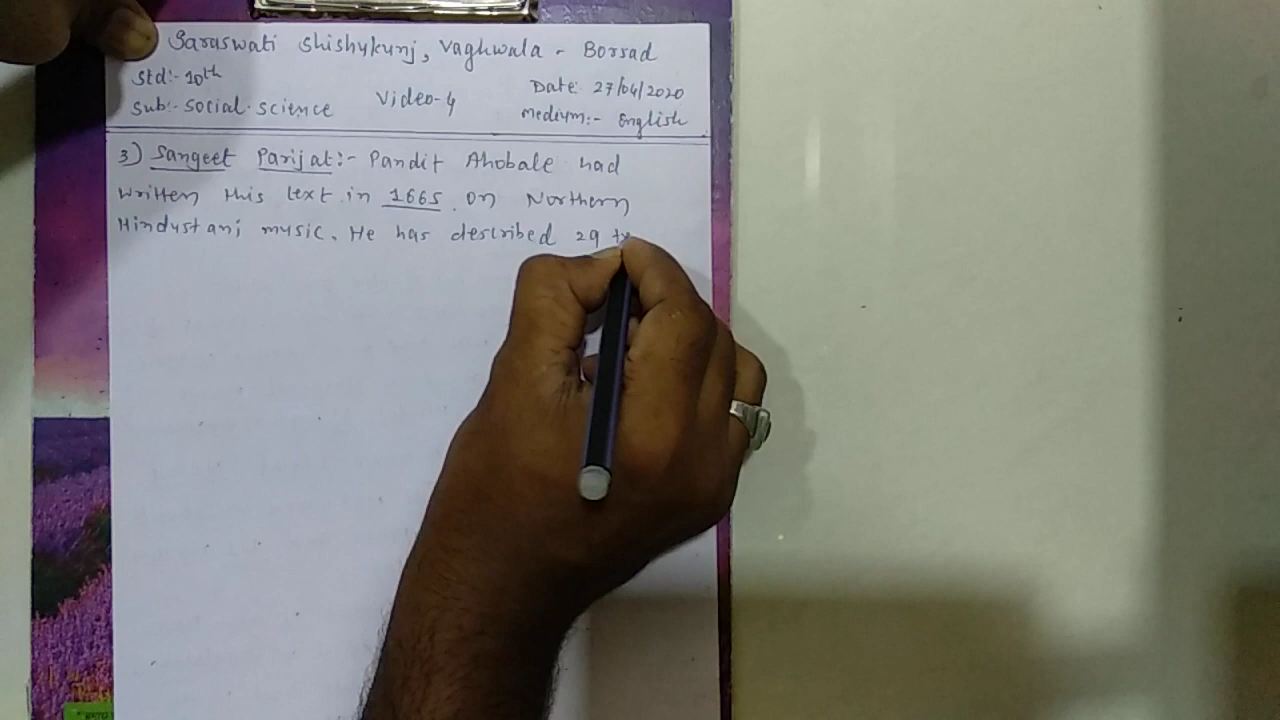 Saraswati Shishykunj, Vaghwala - Borsad
Std:- 10th
Sub:- Social science
Video-4
Date: 27/04/2020
Medium:- English
3) Sangeet Parijat:- Pandit Ahobale had
written this text in 1665 on Northern
Hindustani music. He has described 29